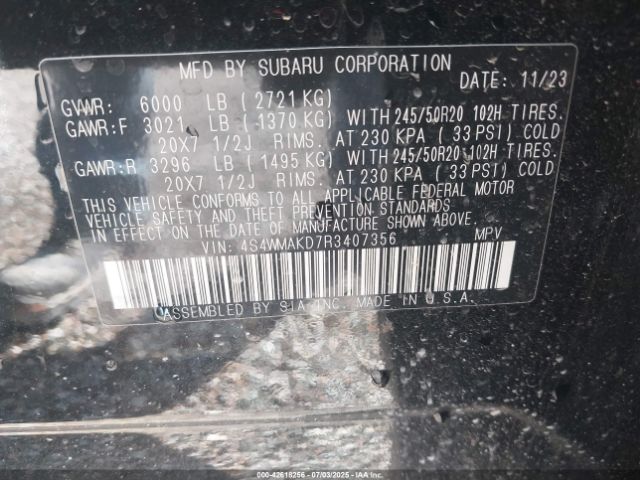 MFD BY SUBARU CORPORATION
DATE: 11/23
GVWR: 6000 LB (2721 KG)
GAWR:F 3021 LB (1370 KG) WITH 245/50R20 102H TIRES.
20X7 1/2J RIMS. AT 230 KPA (33 PSI) COLD
GAWR:R 3296 LB (1495 KG) WITH 245/50R20 102H TIRES.
20X7 1/2J RIMS. AT 230 KPA (33 PSI) COLD
THIS VEHICLE CONFORMS TO ALL APPLICABLE FEDERAL MOTOR
VEHICLE SAFETY AND THEFT PREVENTION STANDARDS
IN EFFECT ON THE DATE OF MANUFACTURE SHOWN ABOVE.
VIN: 4S4WMAKD7R3407356 MPV
ASSEMBLED BY SIA INC. MADE IN U.S.A.
000-42618256 - 07/03/2025 - IAAI.COM